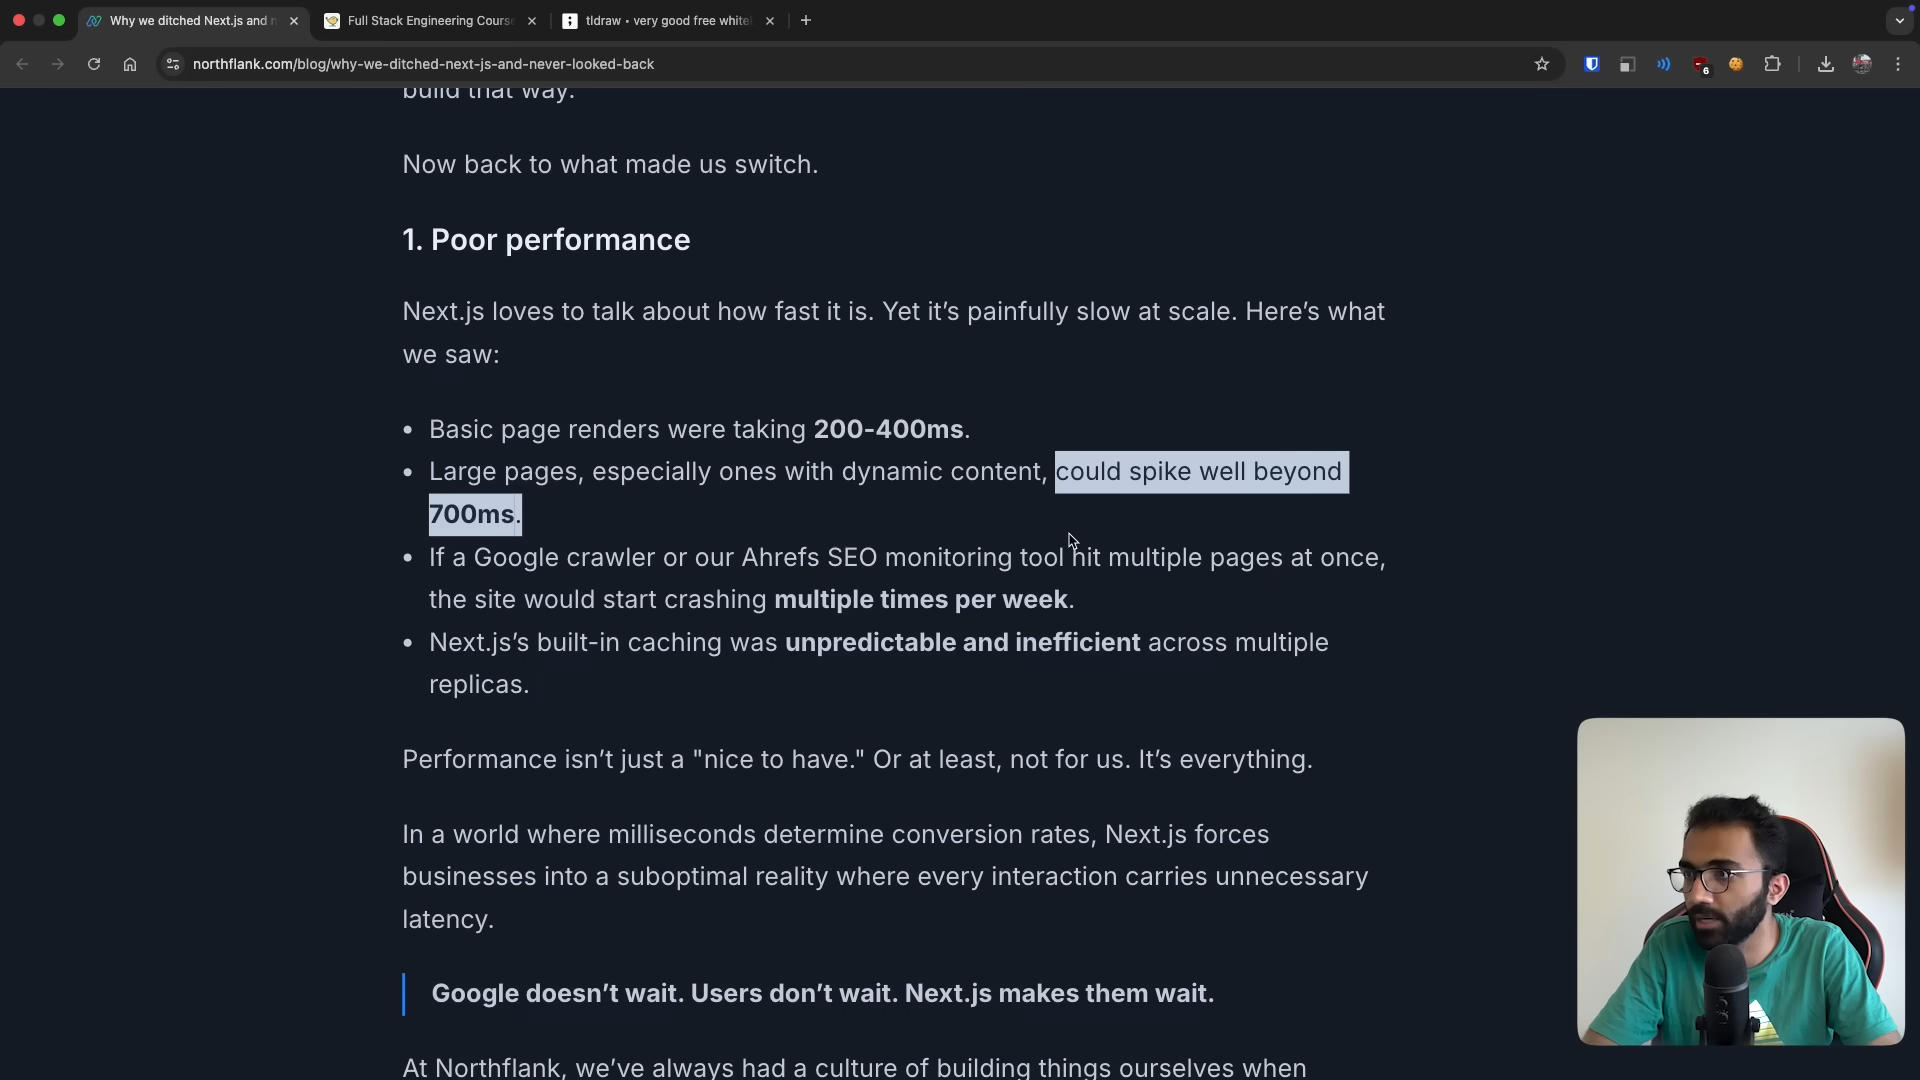 Why we ditched Next.js and n
Full Stack Engineering Course
tldraw • very good free white
northflank.com/blog/why-we-ditched-next-js-and-never-looked-back
6
build that way.
Now back to what made us switch.
1. Poor performance
Next.js loves to talk about how fast it is. Yet it’s painfully slow at scale. Here’s what
we saw:
• Basic page renders were taking 200-400ms.
• Large pages, especially ones with dynamic content, could spike well beyond
700ms.
• If a Google crawler or our Ahrefs SEO monitoring tool hit multiple pages at once,
the site would start crashing multiple times per week.
• Next.js’s built-in caching was unpredictable and inefficient across multiple
replicas.
Performance isn’t just a "nice to have." Or at least, not for us. It’s everything.
In a world where milliseconds determine conversion rates, Next.js forces
businesses into a suboptimal reality where every interaction carries unnecessary
latency.
Google doesn’t wait. Users don’t wait. Next.js makes them wait.
At Northflank, we’ve always had a culture of building things ourselves when